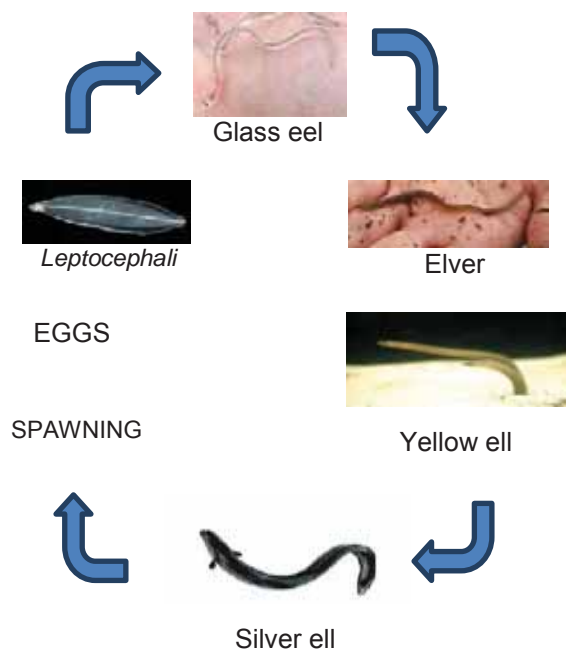 Glass eel
Leptocephali
Elver
EGGS
SPAWNING
Yellow ell
Silver ell